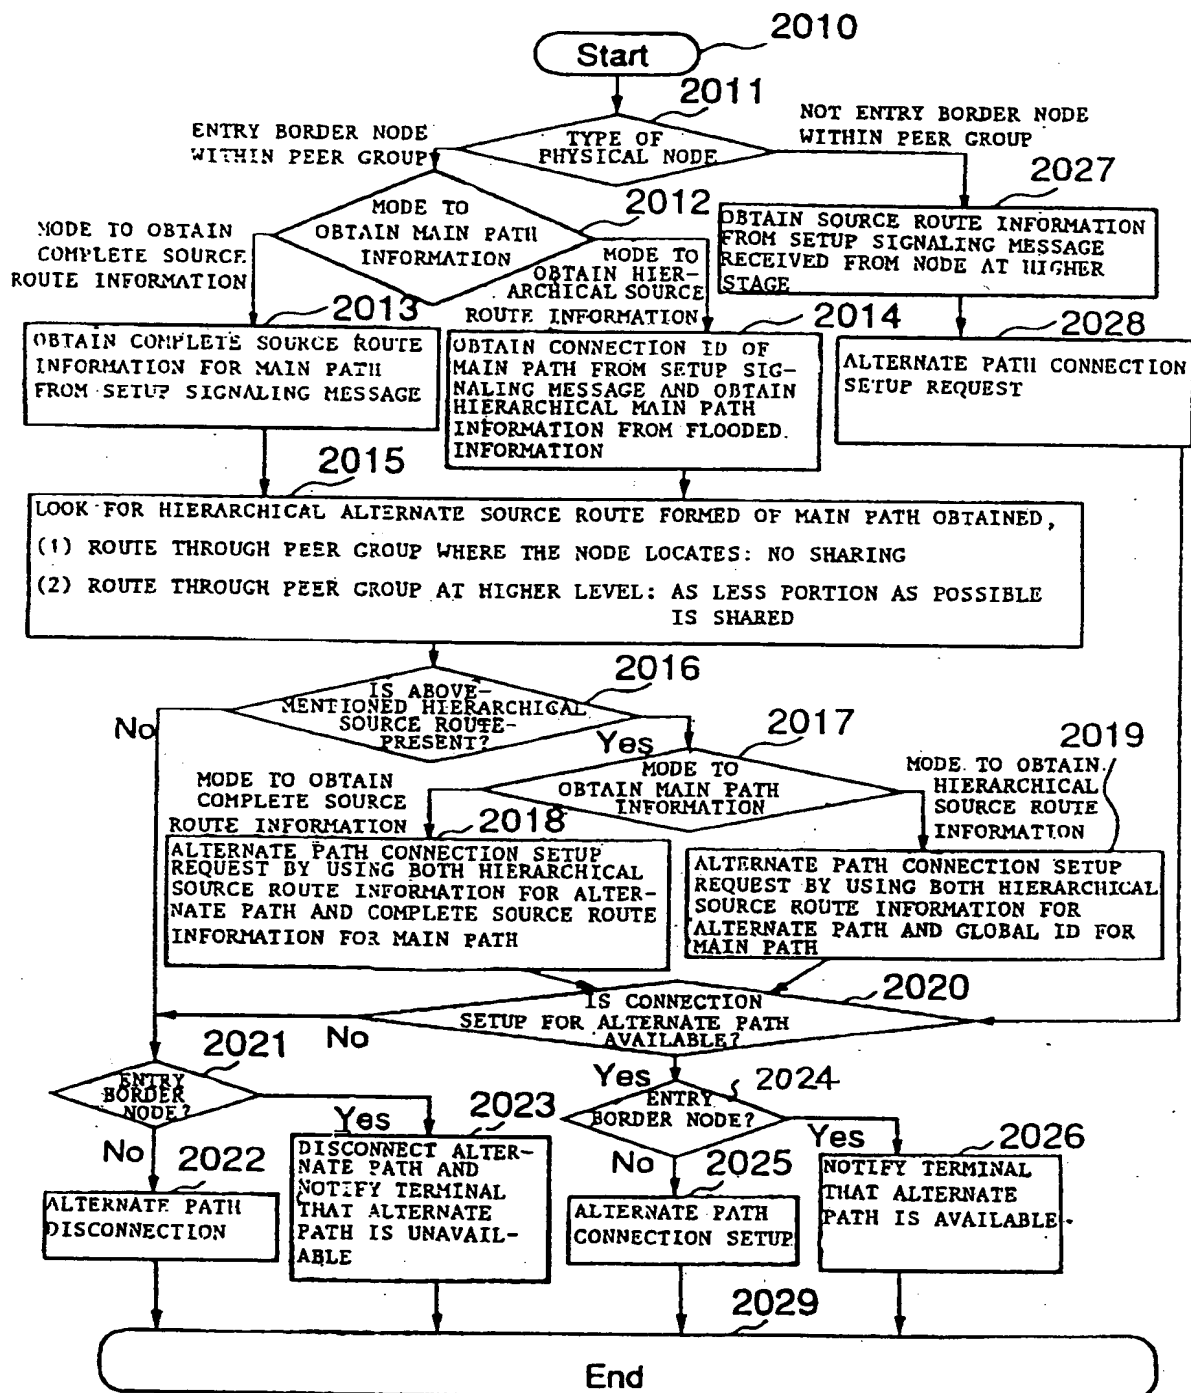 2010
Start
2011
TYPE OF
PHYSICAL NODE
ENTRY BORDER NODE
WITHIN PEER GROUP
NOT ENTRY BORDER NODE
WITHIN PEER GROUP
2012
MODE TO
OBTAIN MAIN PATH
INFORMATION
MODE TO OBTAIN
COMPLETE SOURCE
ROUTE INFORMATION
MODE TO
OBTAIN HIER-
ARCHICAL SOURCE
ROUTE INFORMATION
2027
OBTAIN SOURCE ROUTE INFORMATION
FROM SETUP SIGNALING MESSAGE
RECEIVED FROM NODE AT HIGHER
STAGE
2013
OBTAIN COMPLETE SOURCE ROUTE
INFORMATION FOR MAIN PATH
FROM SETUP SIGNALING MESSAGE
2014
OBTAIN CONNECTION ID OF
MAIN PATH FROM SETUP SIG-
NALING MESSAGE AND OBTAIN
HIERARCHICAL MAIN PATH
INFORMATION FROM FLOODED.
INFORMATION
2028
ALTERNATE PATH CONNECTION
SETUP REQUEST
2015
LOOK FOR HIERARCHICAL ALTERNATE SOURCE ROUTE FORMED OF MAIN PATH OBTAINED,
(1) ROUTE THROUGH PEER GROUP WHERE THE NODE LOCATES: NO SHARING
(2) ROUTE THROUGH PEER GROUP AT HIGHER LEVEL: AS LESS PORTION AS POSSIBLE
IS SHARED
2016
IS ABOVE-
MENTIONED HIERARCHICAL
SOURCE ROUTE-
PRESENT?
No
Yes
2017
MODE TO
OBTAIN MAIN PATH
INFORMATION
MODE TO OBTAIN
COMPLETE SOURCE
ROUTE INFORMATION
2019
MODE TO OBTAIN.
HIERARCHICAL
SOURCE ROUTE
INFORMATION
2018
ALTERNATE PATH CONNECTION SETUP
REQUEST BY USING BOTH HIERARCHICAL
SOURCE ROUTE INFORMATION FOR ALTER-
NATE PATH AND COMPLETE SOURCE ROUTE
INFORMATION FOR MAIN PATH
ALTERNATE PATH CONNECTION SETUP
REQUEST BY USING BOTH HIERARCHICAL
SOURCE ROUTE INFORMATION FOR
ALTERNATE PATH AND GLOBAL ID FOR
MAIN PATH
2020
IS CONNECTION
SETUP FOR ALTERNATE PATH
AVAILABLE?
No
Yes
2021
ENTRY
BORDER
NODE?
Yes
No
2024
ENTRY
BORDER NODE?
Yes
No
2022
ALTERNATE PATH
DISCONNECTION
2023
DISCONNECT ALTER-
NATE PATH AND
NOTIFY TERMINAL
THAT ALTERNATE
PATH IS UNAVAIL-
ABLE
2025
ALTERNATE PATH
CONNECTION SETUP
2026
NOTIFY TERMINAL
THAT ALTERNATE
PATH IS AVAILABLE.
2029
End